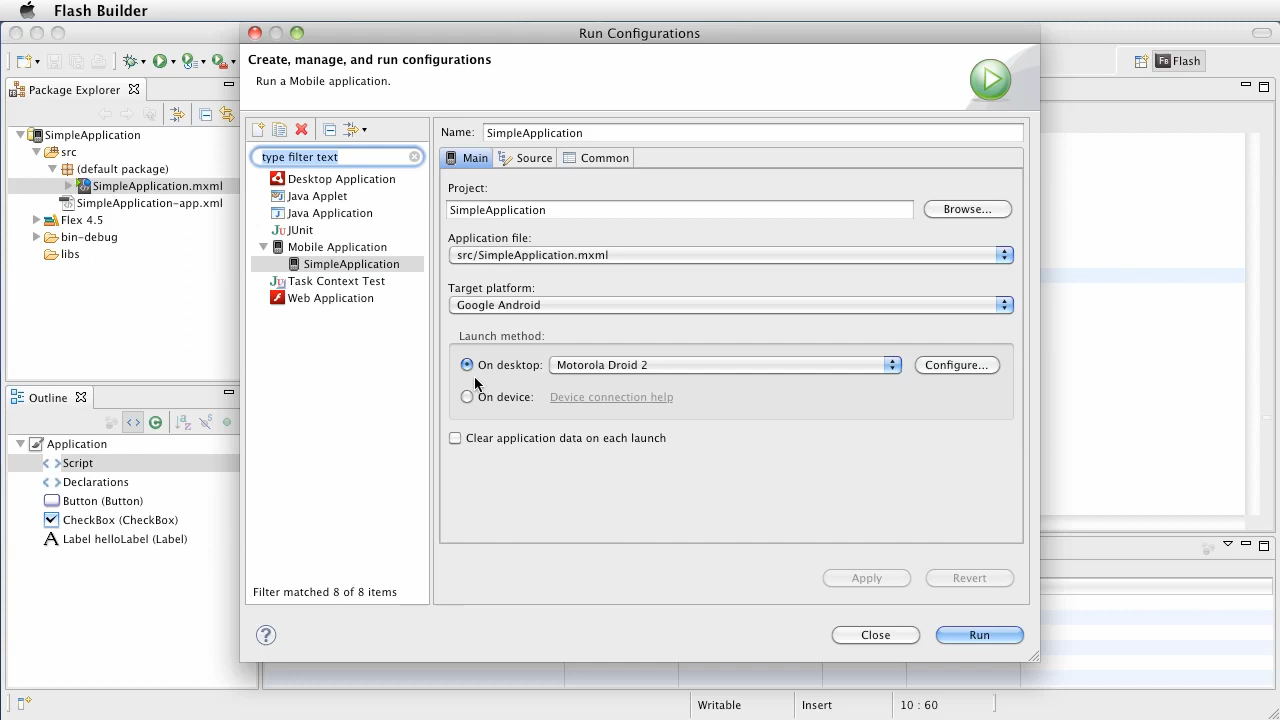 Flash Builder
Run Configurations
Create, manage, and run configurations
Run a Mobile application.
Fb Flash
Package Explorer
SimpleApplication
src
(default package)
SimpleApplication.mxml
SimpleApplication-app.xml
Flex 4.5
bin-debug
libs
type filter text
Desktop Application
Java Applet
Java Application
JU JUnit
Mobile Application
SimpleApplication
Ju Task Context Test
Web Application
Filter matched 8 of 8 items
Name: SimpleApplication
Main Source Common
Project:
SimpleApplication Browse...
Application file:
src/SimpleApplication.mxml
Target platform:
Google Android
Launch method:
On desktop: Motorola Droid 2 Configure...
On device: Device connection help
Clear application data on each launch
Apply Revert
? Close Run
Outline
Application
<> Script
<> Declarations
Button (Button)
CheckBox (CheckBox)
A Label helloLabel (Label)
Writable Insert 10 : 60